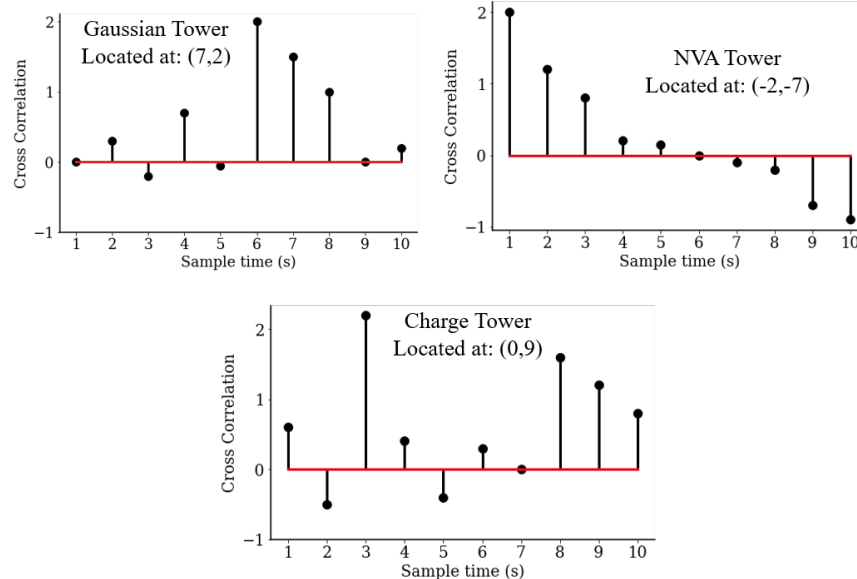 Gaussian Tower
Located at: (7,2)
Cross Correlation
2
1
0
−1
1 2 3 4 5 6 7 8 9 10
Sample time (s)
NVA Tower
Located at: (-2,-7)
Cross Correlation
2
1
0
−1
1 2 3 4 5 6 7 8 9 10
Sample time (s)
Charge Tower
Located at: (0,9)
Cross Correlation
2
1
0
−1
1 2 3 4 5 6 7 8 9 10
Sample time (s)